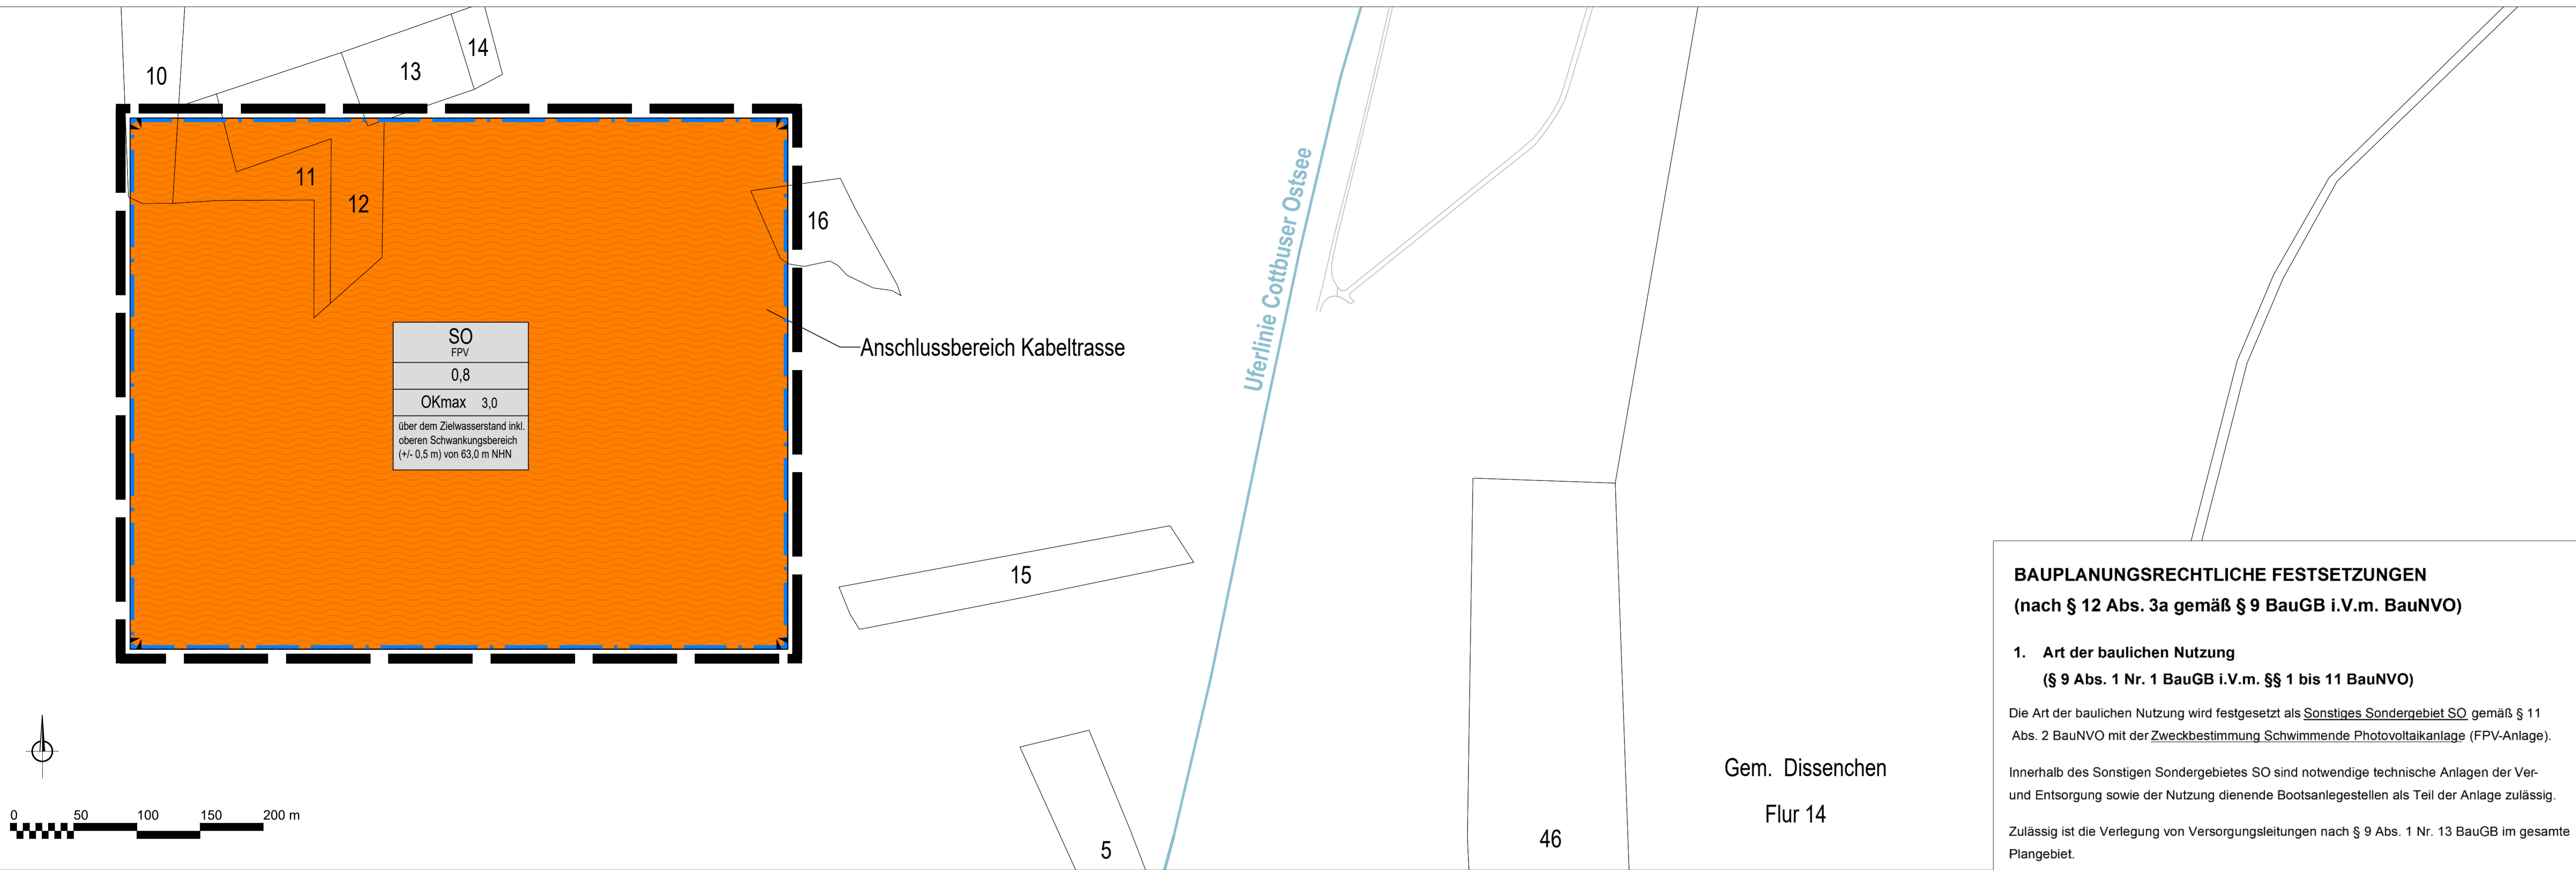 10
13
14
11
12
16
SO
FPV
0,8
OKmax 3,0
über dem Zielwasserstand inkl.
oberen Schwankungsbereich
(+/- 0,5 m) von 63,0 m NHN
Anschlussbereich Kabeltrasse
Uferlinie Cottbuser Ostsee
15
5
46
Gem. Dissenchen
Flur 14
0 50 100 150 200 m
BAUPLANUNGSRECHTLICHE FESTSETZUNGEN
(nach § 12 Abs. 3a gemäß § 9 BauGB i.V.m. BauNVO)
1. Art der baulichen Nutzung
(§ 9 Abs. 1 Nr. 1 BauGB i.V.m. §§ 1 bis 11 BauNVO)
Die Art der baulichen Nutzung wird festgesetzt als Sonstiges Sondergebiet SO gemäß § 11
Abs. 2 BauNVO mit der Zweckbestimmung Schwimmende Photovoltaikanlage (FPV-Anlage).
Innerhalb des Sonstigen Sondergebietes SO sind notwendige technische Anlagen der Ver-
und Entsorgung sowie der Nutzung dienende Bootsanlegestellen als Teil der Anlage zulässig.
Zulässig ist die Verlegung von Versorgungsleitungen nach § 9 Abs. 1 Nr. 13 BauGB im gesamte
Plangebiet.